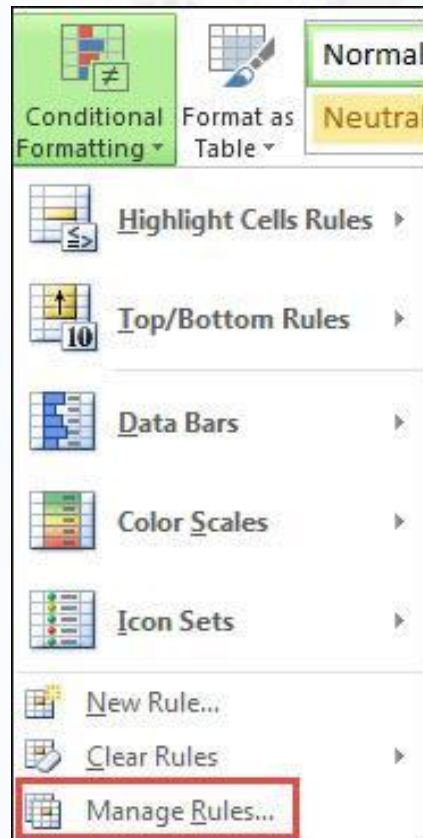 Conditional Formatting
Format as Table
Normal
Neutral
≠
Highlight Cells Rules
≤>
Top/Bottom Rules
10
Data Bars
Color Scales
Icon Sets
New Rule...
Clear Rules
Manage Rules...